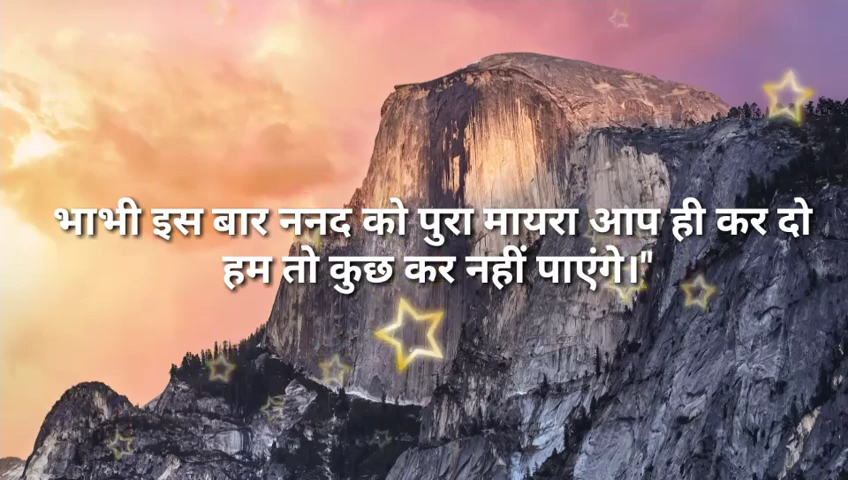 भाभी इस बार ननद को पुरा मायरा आप ही कर दो
हम तो कुछ कर नहीं पाएंगे।"